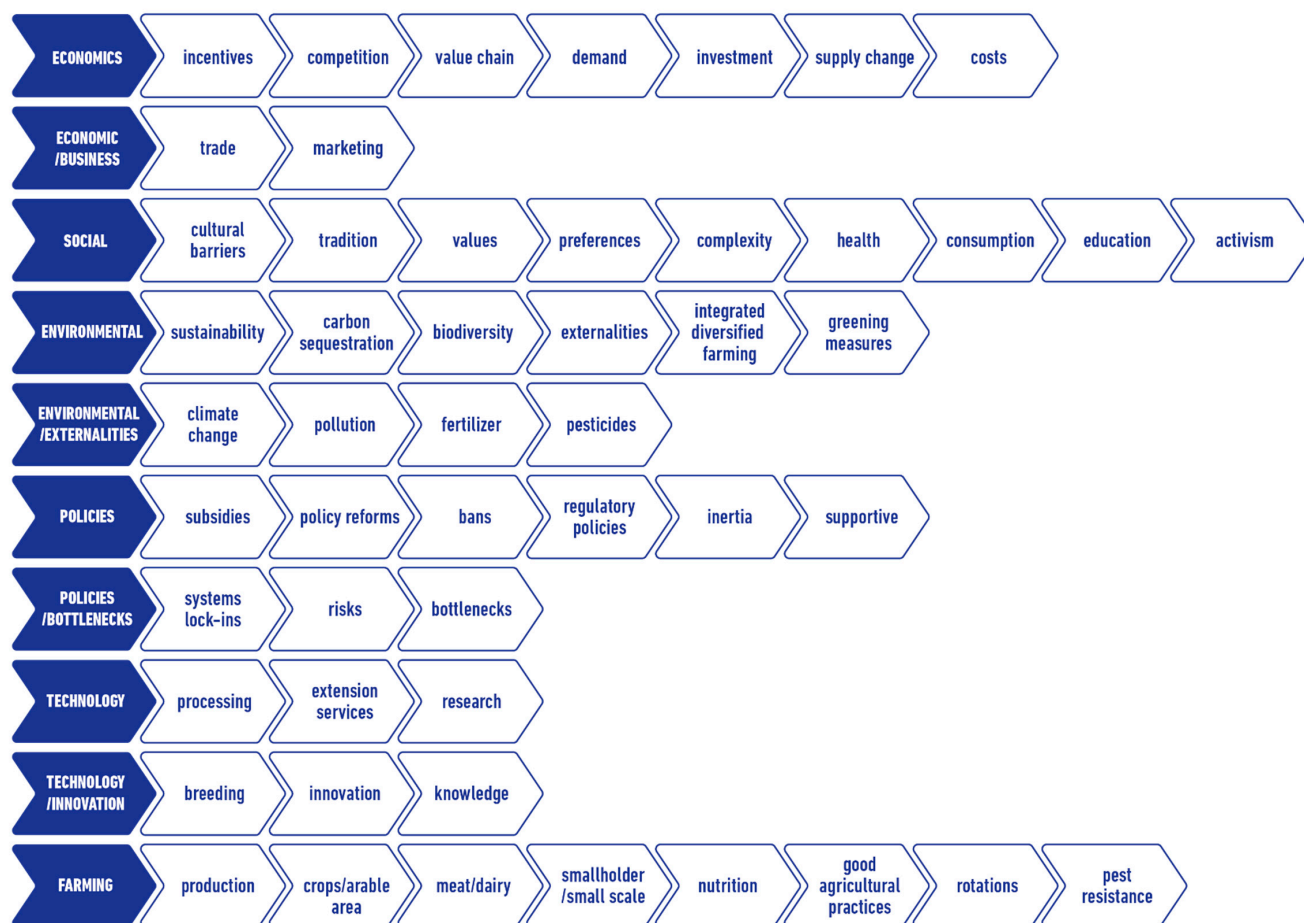 ECONOMICS incentives competition value chain demand investment supply change costs
ECONOMIC
/BUSINESS trade marketing
SOCIAL cultural
barriers tradition values preferences complexity health consumption education activism
ENVIRONMENTAL sustainability carbon
sequestration biodiversity externalities integrated
diversified
farming greening
measures
ENVIRONMENTAL
/EXTERNALITIES climate
change pollution fertilizer pesticides
POLICIES subsidies policy reforms bans regulatory
policies inertia supportive
POLICIES
/BOTTLENECKS systems
lock-ins risks bottlenecks
TECHNOLOGY processing extension
services research
TECHNOLOGY
/INNOVATION breeding innovation knowledge
FARMING production crops/arable
area meat/dairy smallholder
/small scale nutrition good
agricultural
practices rotations pest
resistance